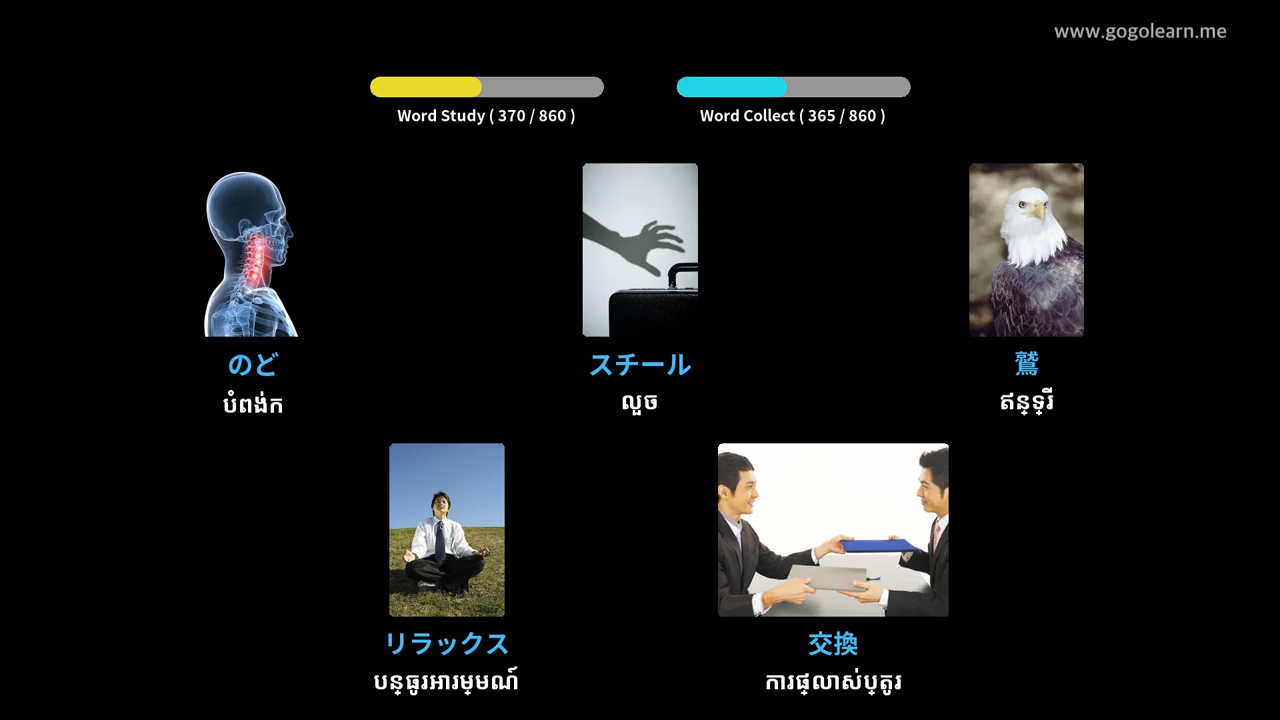 www.gogolearn.me
Word Study ( 370 / 860 )
Word Collect ( 365 / 860 )
のど
បំពង់ក
スチール
លួច
鷲
ឥន្ទ្រី
リラックス
បន្ធូរអារម្មណ៍
交換
ការផ្លាស់ប្តូរ